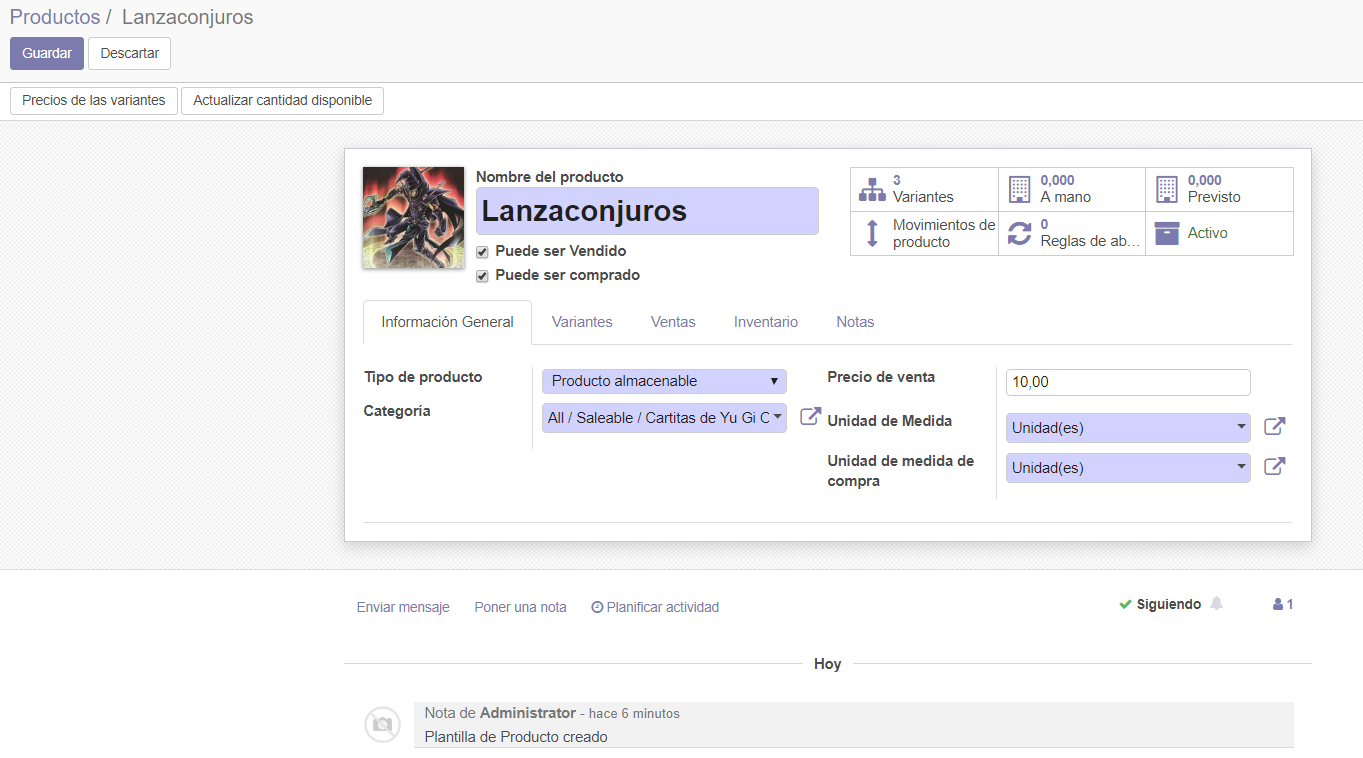 Productos / Lanzaconjuros
Guardar Descartar
Precios de las variantes Actualizar cantidad disponible
Nombre del producto
Lanzaconjuros
Puede ser Vendido
Puede ser comprado
3
Variantes
0,000
A mano
0,000
Previsto
Movimientos de
producto
0
Reglas de ab...
Activo
Información General Variantes Ventas Inventario Notas
Tipo de producto Producto almacenable
Categoría All / Saleable / Cartitas de Yu Gi O
Precio de venta 10,00
Unidad de Medida Unidad(es)
Unidad de medida de
compra Unidad(es)
Enviar mensaje Poner una nota Planificar actividad Siguiendo 1
Hoy
Nota de Administrator - hace 6 minutos
Plantilla de Producto creado